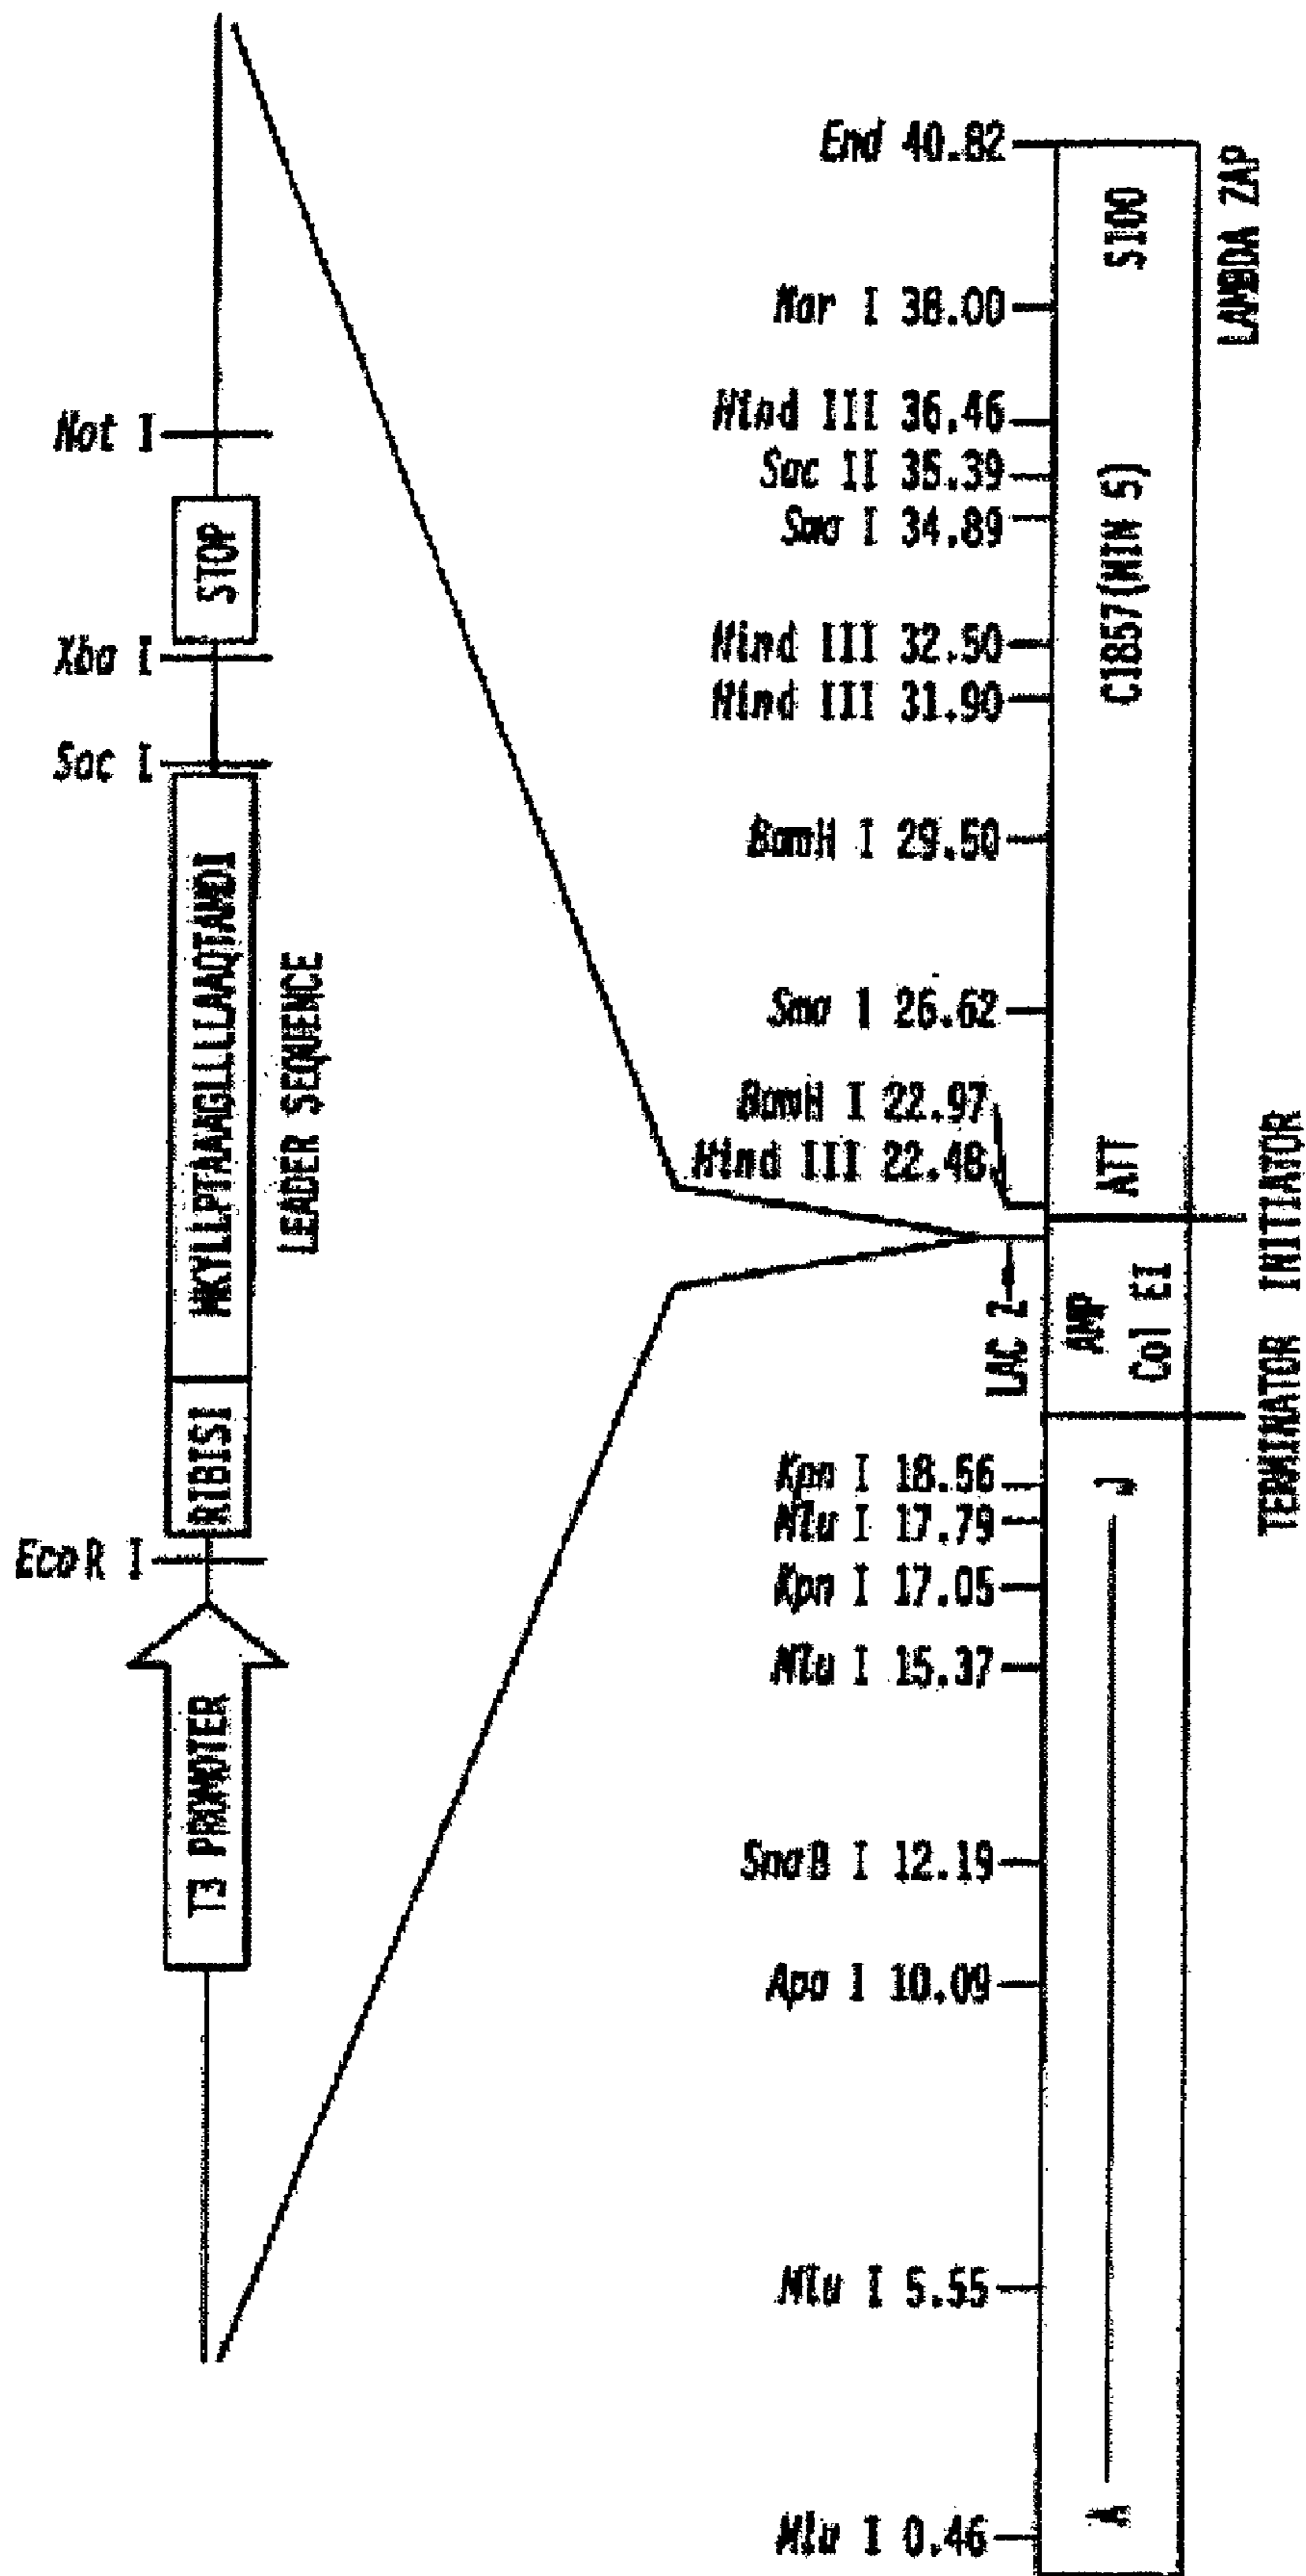 Not I
STOP
Xba I
Sac I
MKYLLPTAAAGLLLLAAQTAMDI
LEADER SEQUENCE
RIBISI
EcoR I
T3 PROMOTER
End 40.82
Nar I 38.00
Hind III 36.46
Sac II 35.39
Sma I 34.89
Hind III 32.50
Hind III 31.90
BamH I 29.50
Sma I 26.62
BamH I 22.97
Hind III 22.48
LAC Z
Kpn I 18.56
Mlu I 17.79
Kpn I 17.05
Mlu I 15.37
SnaB I 12.19
Apa I 10.09
Mlu I 5.55
Mlu I 0.46
S100
C1857(NIN 5)
ATT
AMP
Col E1
J
A
LAMBDA ZAP
INITIATOR
TERMINATOR